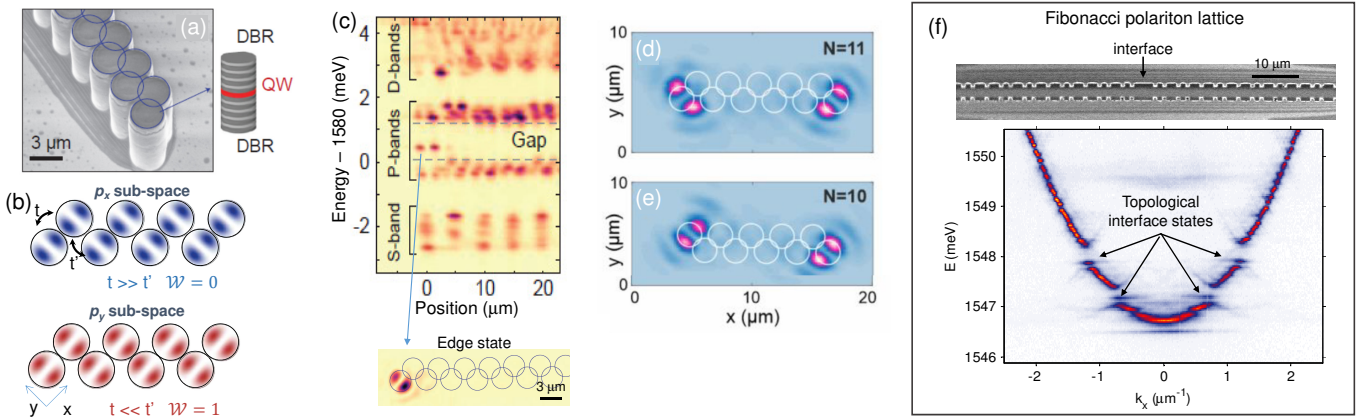 (a)
DBR
QW
DBR
3 µm
(b)
pₓ sub-space
t
t'
t >> t' 𝒲 = 0
p_y sub-space
y
x
t << t' 𝒲 = 1
(c)
Energy – 1580 (meV)
4
2
0
-2
D-bands
P-bands
S-band
Gap
0 10 20
Position (µm)
Edge state
3 µm
(d)
N=11
10
0
y (µm)
(e)
N=10
10
0
y (µm)
0 10 20
x (µm)
(f)
Fibonacci polariton lattice
interface
10 µm
1550
1549
1548
1547
1546
E (meV)
Topological
interface states
-2 -1 0 1 2
kₓ (µm⁻¹)